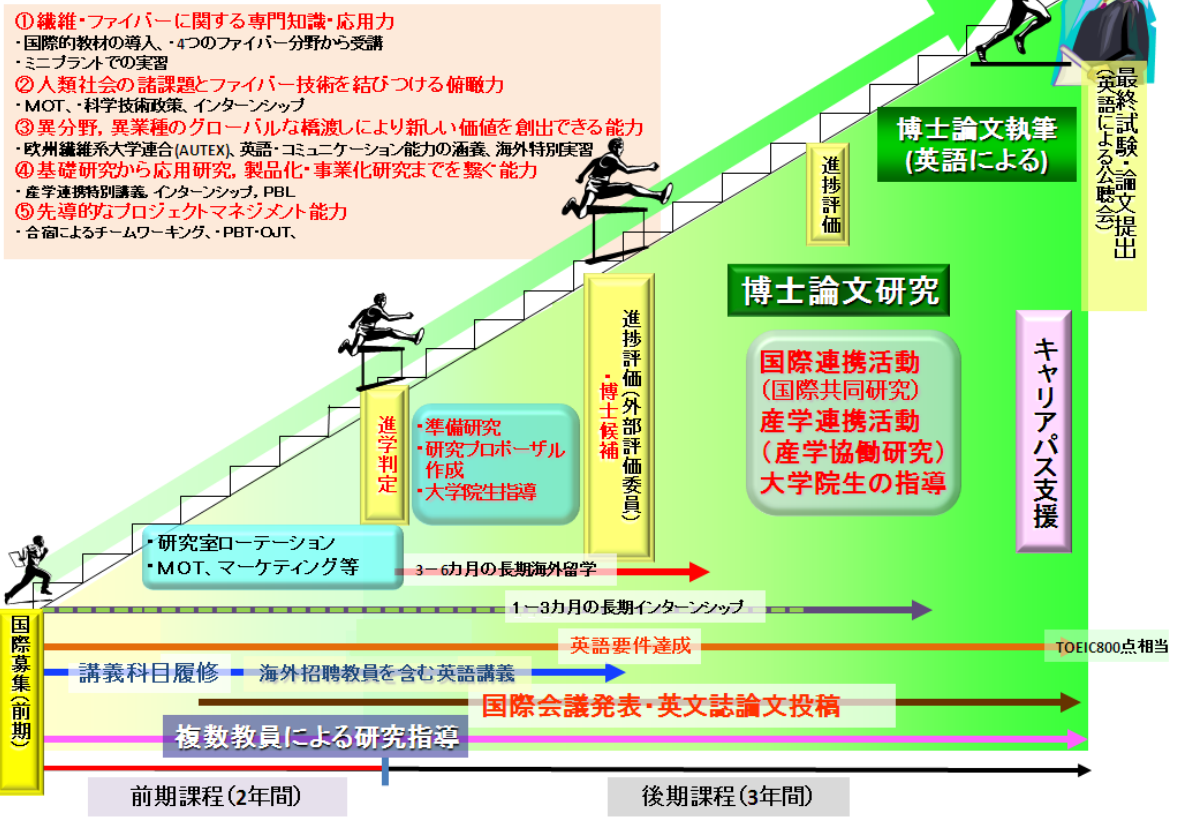 ①繊維・ファイバーに関する専門知識・応用力
・国際的教材の導入、・4つのファイバー分野から受講
・ミニプラントでの実習
②人類社会の諸課題とファイバー技術を結びつける俯瞰力
・MOT、・科学技術政策、インターンシップ
③異分野，異業種のグローバルな橋渡しにより新しい価値を創出できる能力
・欧州繊維系大学連合(AUTEX)、英語・コミュニケーション能力の涵義、海外特別実習
④基礎研究から応用研究，製品化・事業化研究までを繋ぐ能力
・産学連携特別講義，インターンシップ，PBL
⑤先導的なプロジェクトマネジメント能力
・合宿によるチームワーキング、・PBT・OJT、
最終試験・論文提出
（英語による公聴会）
博士論文執筆
(英語による)
進捗評価
博士論文研究
国際連携活動
（国際共同研究）
産学連携活動
（産学協働研究）
大学院生の指導
キャリアパス支援
進捗評価（外部評価委員）
・博士候補
進学判定
・準備研究
・研究プロポーザル
作成
・大学院生指導
・研究室ローテーション
・MOT、マーケティング等
3－6カ月の長期海外留学
1－3カ月の長期インターンシップ
国際募集（前期）
英語要件達成
TOEIC800点相当
講義科目履修
海外招聘教員を含む英語講義
国際会議発表・英文誌論文投稿
複数教員による研究指導
前期課程（2年間）
後期課程（3年間）